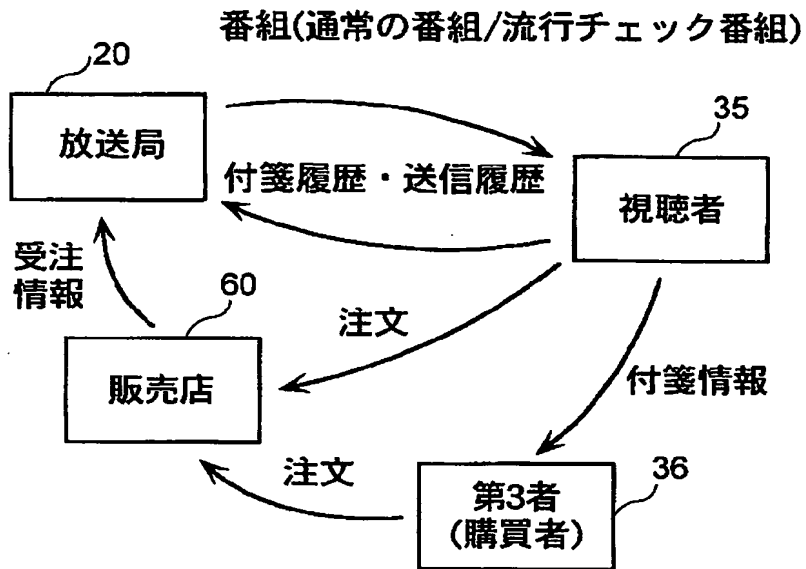 番組(通常の番組/流行チェック番組)
20
放送局
35
視聴者
付箋履歴・送信履歴
受注
情報
60
販売店
注文
付箋情報
注文
36
第3者
(購買者)